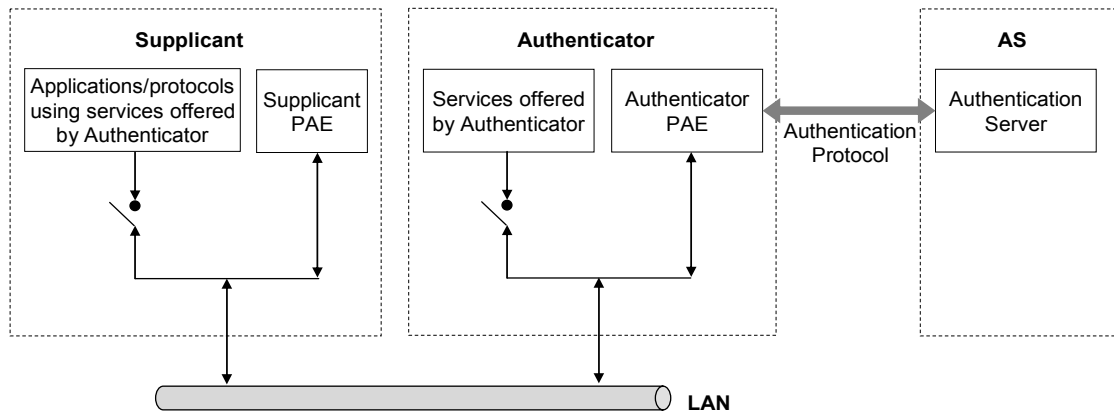 Supplicant
Authenticator
AS
Applications/protocols
using services offered
by Authenticator
Supplicant
PAE
Services offered
by Authenticator
Authenticator
PAE
Authentication
Protocol
Authentication
Server
LAN